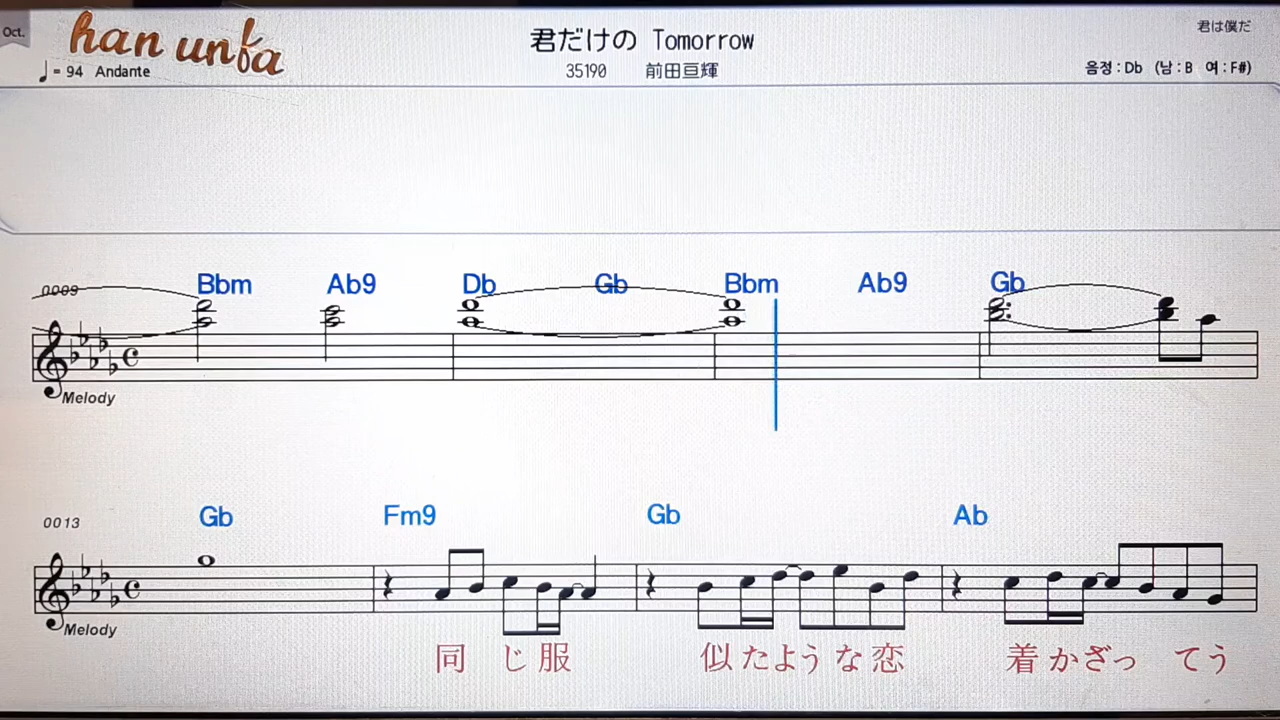 Oct.
han unfa
君だけの Tomorrow
君は僕だ
♩= 94 Andante
35190 前田亘輝
음정 : Db (남 : B 여 : F#)
Bbm Ab9 Db Gb Bbm Ab9 Gb
0009
Melody
Gb Fm9 Gb Ab
0013
Melody
同 じ 服 似 た よ う な 恋 着 か ざ っ て う